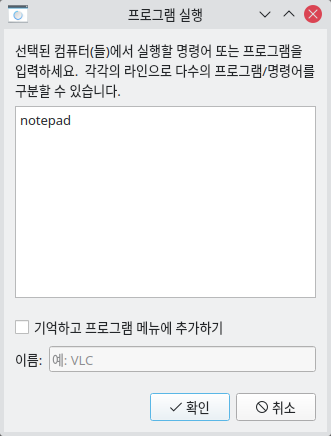 프로그램 실행
선택된 컴퓨터(들)에서 실행할 명령어 또는 프로그램을
입력하세요. 각각의 라인으로 다수의 프로그램/명령어를
구분할 수 있습니다.
notepad
기억하고 프로그램 메뉴에 추가하기
이름: 예: VLC
확인 취소